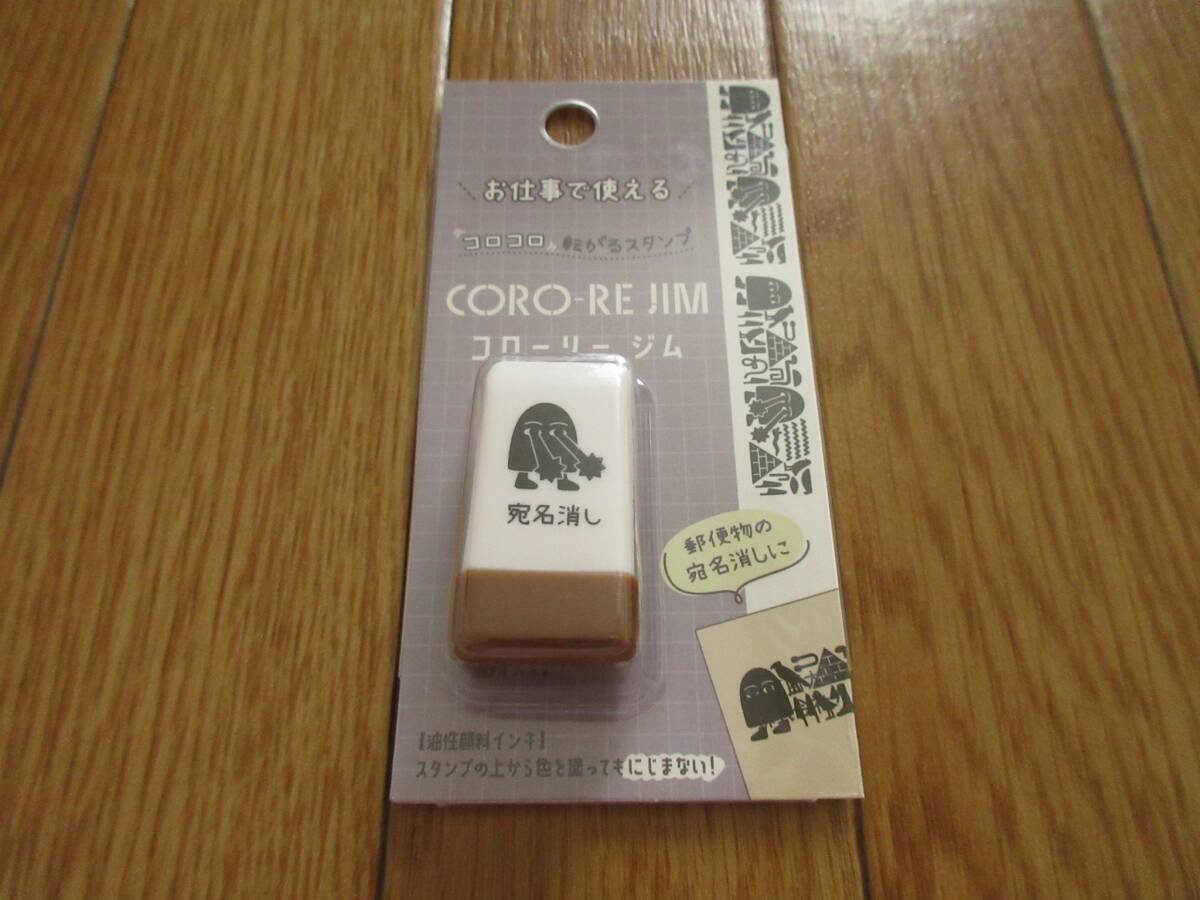 お仕事で使える
コロコロ 転がるスタンプ
CORO-RE JIM
コローリー ジム
宛名消し
郵便物の
宛名消しに
【油性顔料インキ】
スタンプの上から色を塗ってもにじまない!